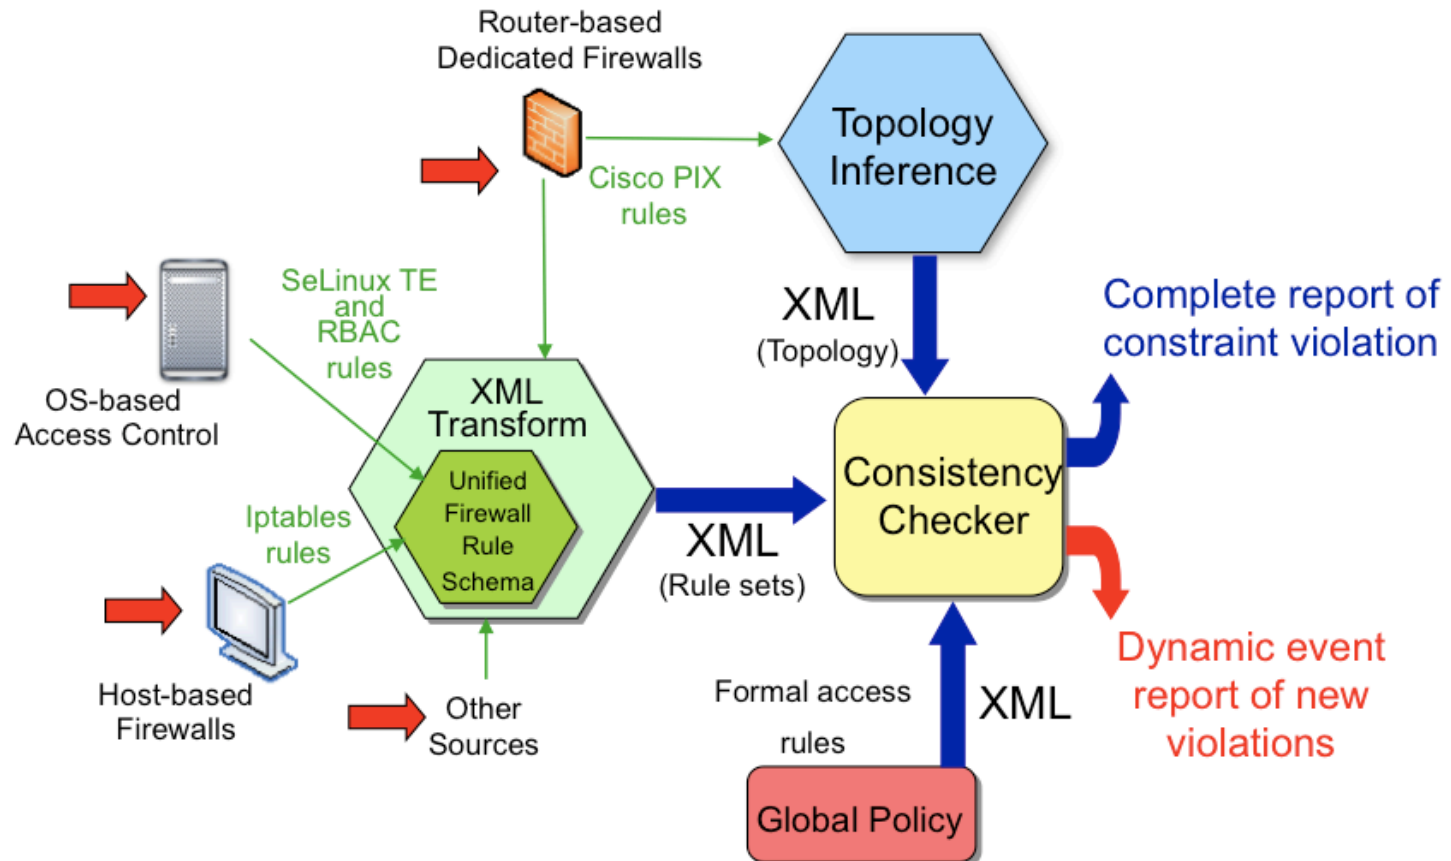 Router-based
Dedicated Firewalls
Topology
Inference
Cisco PIX
rules
SeLinux TE
and
RBAC
rules
OS-based
Access Control
XML
(Topology)
Complete report of
constraint violation
XML
Transform
Unified
Firewall
Rule
Schema
Iptables
rules
XML
(Rule sets)
Consistency
Checker
Host-based
Firewalls
Other
Sources
Formal access
rules
XML
Dynamic event
report of new
violations
Global Policy